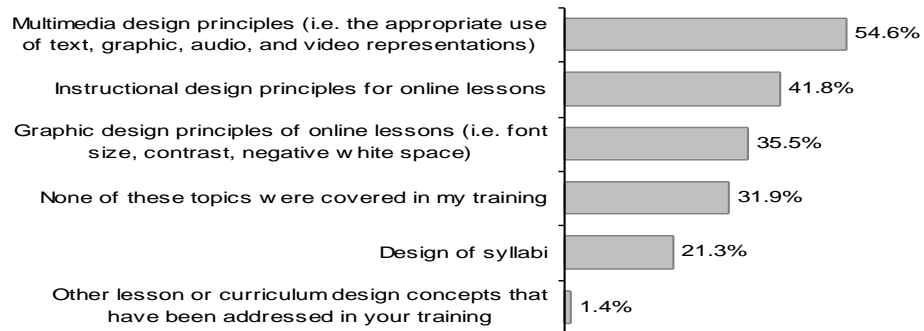 Multimedia design principles (i.e. the appropriate use
of text, graphic, audio, and video representations)
54.6%
Instructional design principles for online lessons
41.8%
Graphic design principles of online lessons (i.e. font
size, contrast, negative white space)
35.5%
None of these topics were covered in my training
31.9%
Design of syllabi
21.3%
Other lesson or curriculum design concepts that
have been addressed in your training
1.4%